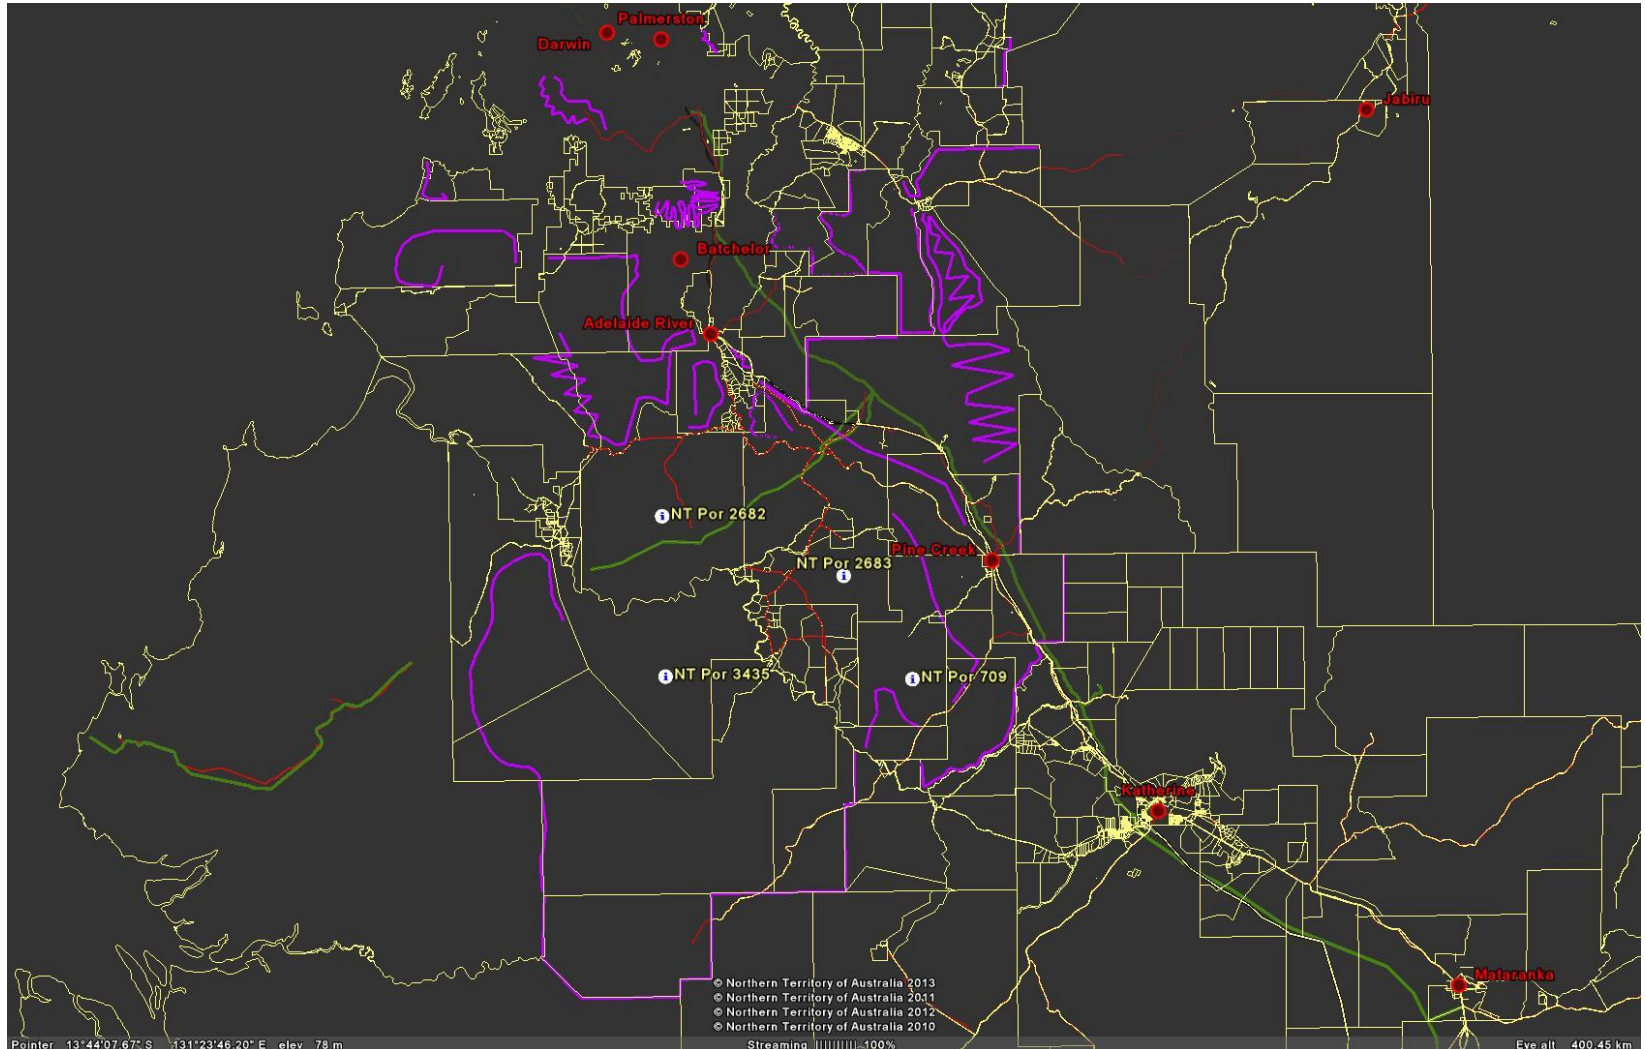 Palmerston
Darwin
Jabiru
Batchelor
Adelaide River
NT Por 2682
Pine Creek
NT Por 2683
NT Por 3435
NT Por 709
Katherine
Mataranka
© Northern Territory of Australia 2013
© Northern Territory of Australia 2011
© Northern Territory of Australia 2012
© Northern Territory of Australia 2010
Pointer 13°44'07.67" S 131°23'46.20" E elev 78 m Streaming ||||||||| 100% Eye alt 400.45 km